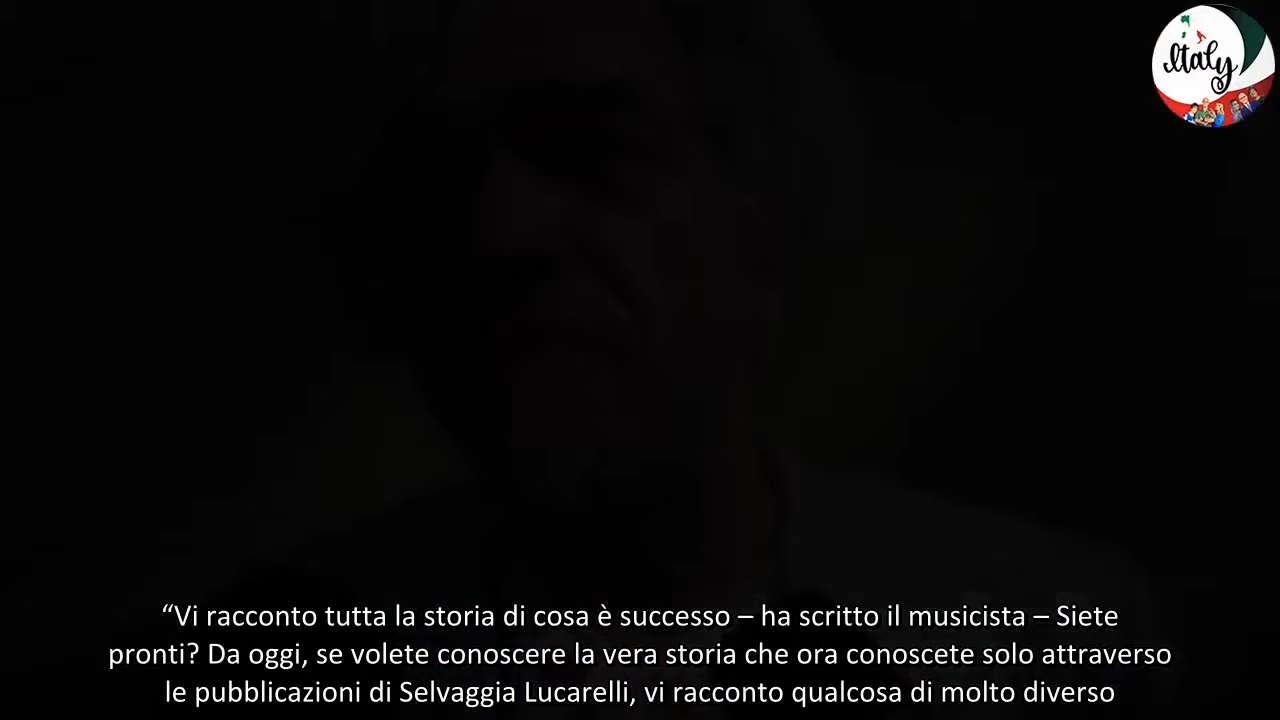 Italy
“Vi racconto tutta la storia di cosa è successo – ha scritto il musicista – Siete
pronti? Da oggi, se volete conoscere la vera storia che ora conoscete solo attraverso
le pubblicazioni di Selvaggia Lucarelli, vi racconto qualcosa di molto diverso